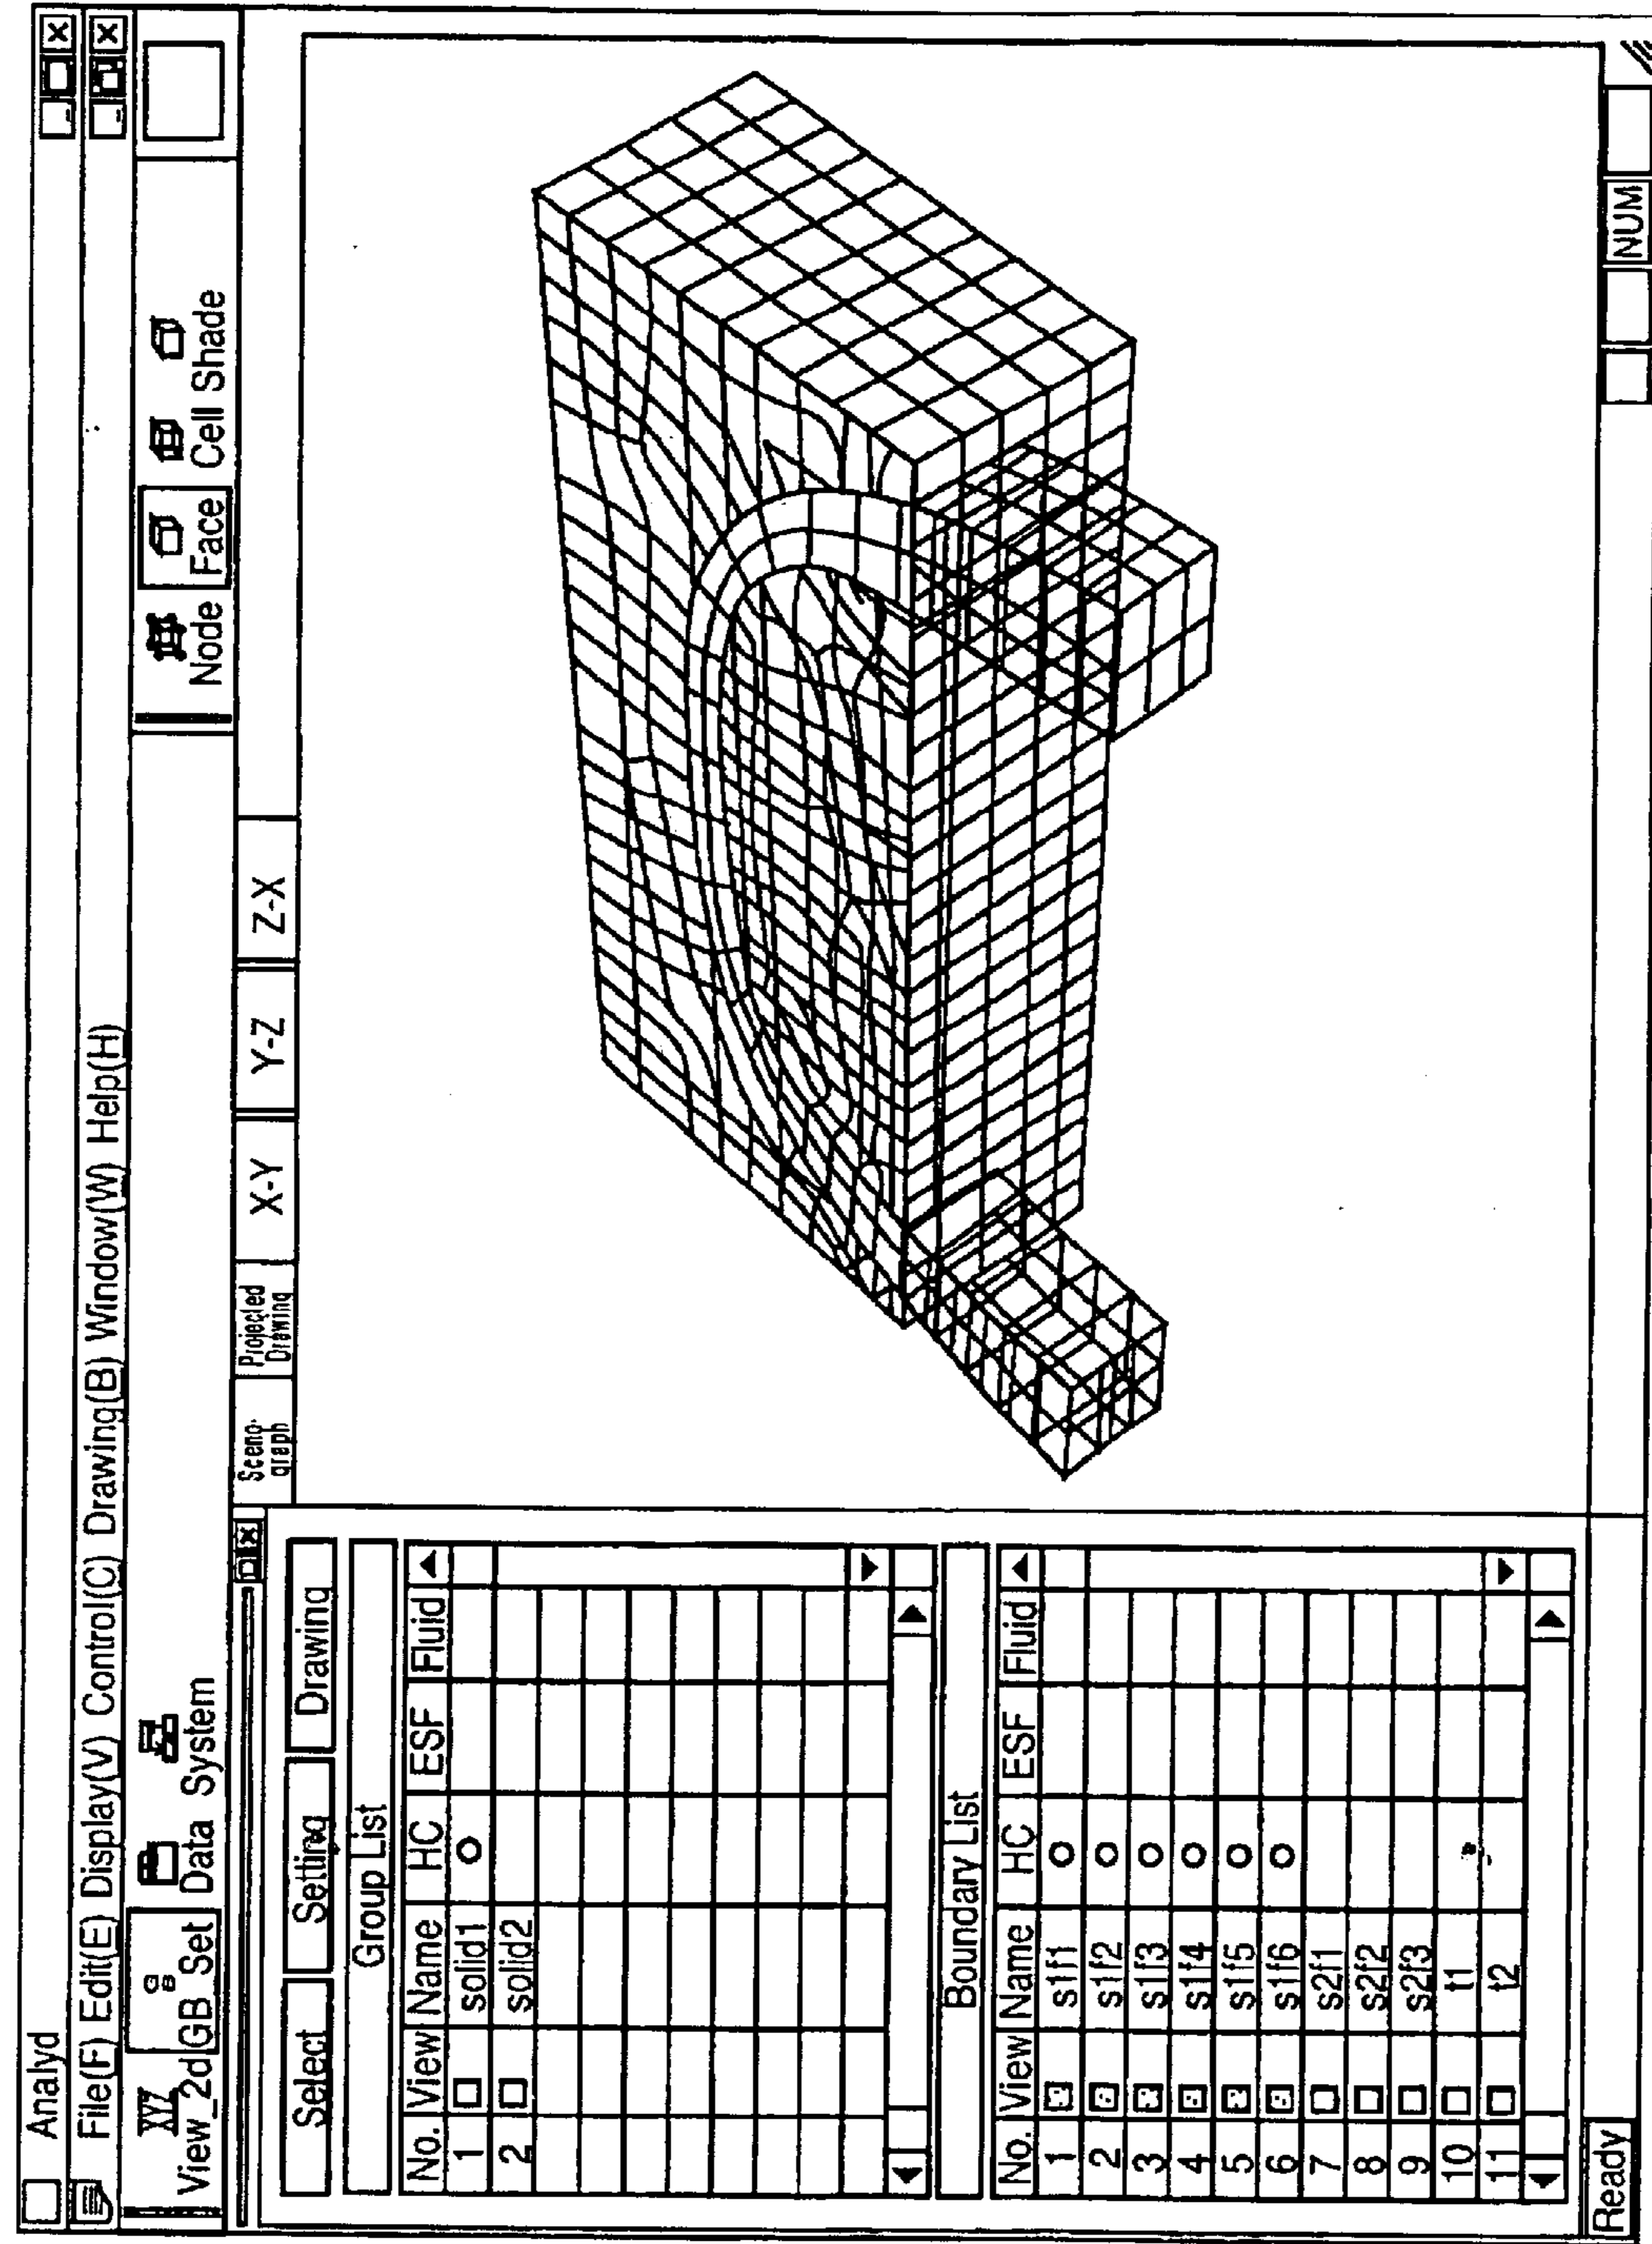 Analyd
File(F) Edit(E) Display(V) Control(C) Drawing(B) Window(W) Help(H)
XYZ G B
View_2d GB Set Data System Node Face Cell Shade
Sceno-graph Projected Drawing X-Y Y-Z Z-X
Select Setting Drawing
Group List
No. View Name HC ESF Fluid
1 solid1 O
2 solid2
Boundary List
No. View Name HC ESF Fluid
1 s1f1 O
2 s1f2 O
3 s1f3 O
4 s1f4 O
5 s1f5 O
6 s1f6 O
7 s2f1
8 s2f2
9 s2f3
10 t1
11 t2
Ready NUM